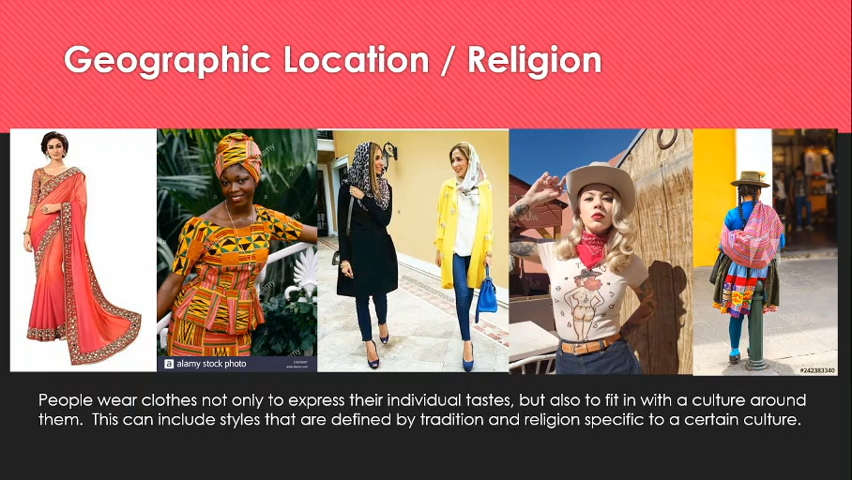 Geographic Location / Religion
alamy stock photo
#242383340
People wear clothes not only to express their individual tastes, but also to fit in with a culture around
them. This can include styles that are defined by tradition and religion specific to a certain culture.